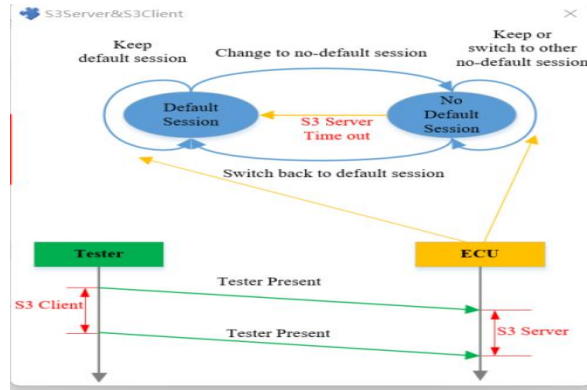 S3Server&S3Client
Keep
default session
Change to no-default session
Keep or
switch to other
no-default session
Default
Session
S3 Server
Time out
No
Default
Session
Switch back to default session
Tester
ECU
Tester Present
S3 Client
Tester Present
S3 Server